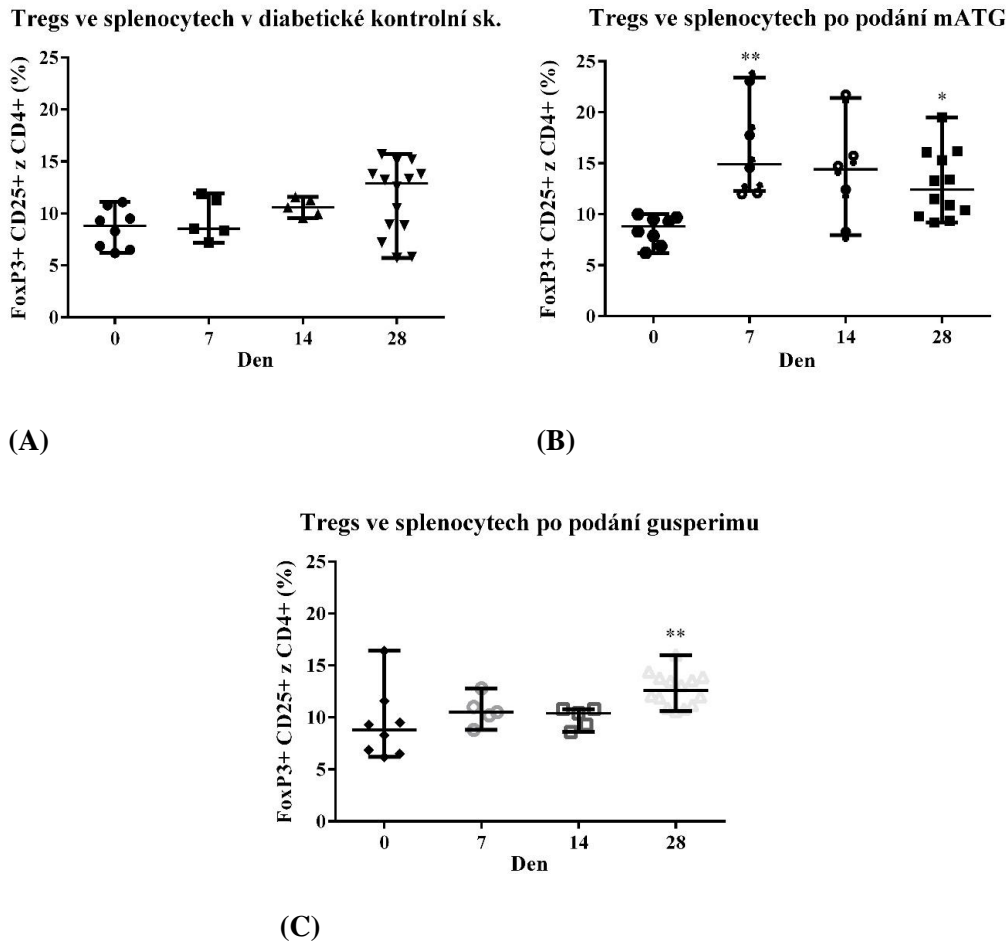 Tregs ve splenocytech v diabetické kontrolní sk.
FoxP3+ CD25+ z CD4+ (%)
25
20
15
10
5
0
0 7 14 28
Den
(A)
Tregs ve splenocytech po podání mATG
FoxP3+ CD25+ z CD4+ (%)
25
20
15
10
5
0
** *
0 7 14 28
Den
(B)
Tregs ve splenocytech po podání gusperimu
FoxP3+ CD25+ z CD4+ (%)
25
20
15
10
5
0
**
0 7 14 28
Den
(C)